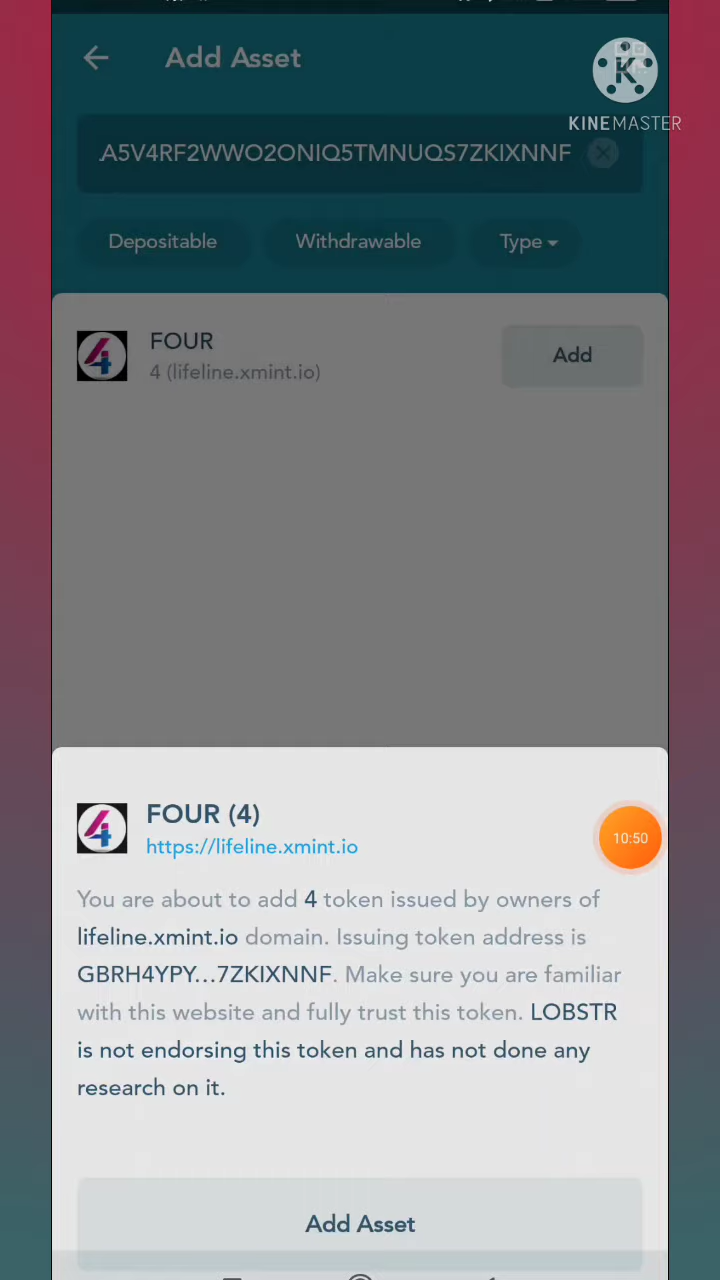 Add Asset
KINEMASTER
A5V4RF2WWO2ONIQ5TMNUQS7ZKIXNNF
Depositable
Withdrawable
Type
FOUR
4 (lifeline.xmint.io)
Add
FOUR (4)
https://lifeline.xmint.io
10:50
You are about to add 4 token issued by owners of
lifeline.xmint.io domain. Issuing token address is
GBRH4YPY...7ZKIXNNF. Make sure you are familiar
with this website and fully trust this token. LOBSTR
is not endorsing this token and has not done any
research on it.
Add Asset